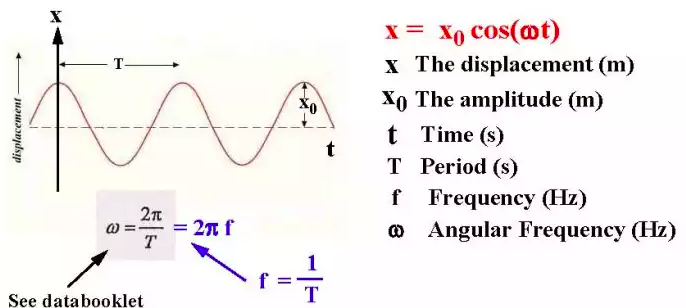 x
T
displacement
x₀
t
ω = 2π/T = 2π f
f = 1/T
See databooklet
x = x₀ cos(ωt)
x The displacement (m)
x₀ The amplitude (m)
t Time (s)
T Period (s)
f Frequency (Hz)
ω Angular Frequency (Hz)